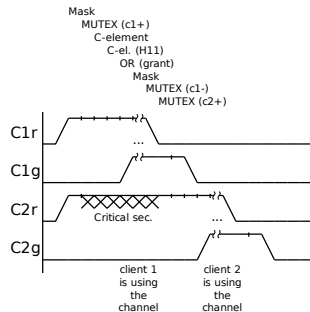 Mask
MUTEX (c1+)
C-element
C-el. (H11)
OR (grant)
Mask
MUTEX (c1-)
MUTEX (c2+)
C1r
...
C1g
C2r
Critical sec.
...
C2g
client 1
is using
the
channel
client 2
is using
the
channel